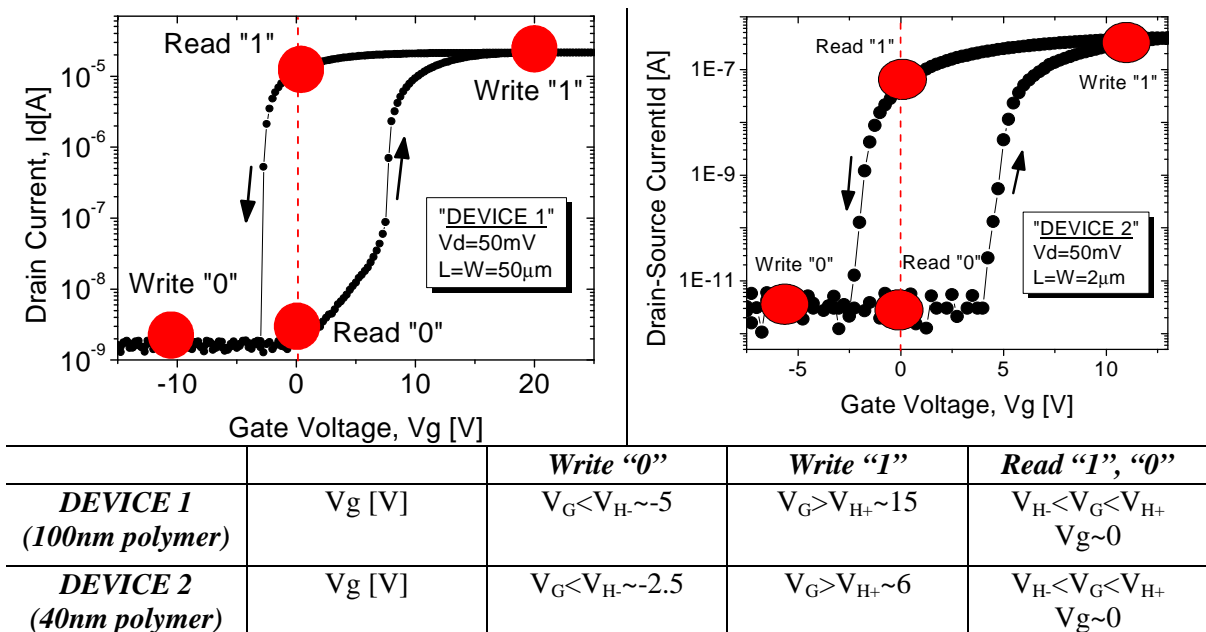 Drain Current, Id[A]
10^-5
10^-6
10^-7
10^-8
10^-9
Read "1"
Write "1"
"DEVICE 1"
Vd=50mV
L=W=50μm
Write "0"
Read "0"
-10 0 10 20
Gate Voltage, Vg [V]
Drain-Source CurrentId [A]
1E-7
1E-9
1E-11
Read "1"
Write "1"
"DEVICE 2"
Vd=50mV
L=W=2μm
Write "0"
Read "0"
-5 0 5 10
Gate Voltage, Vg [V]
Write “0” Write “1” Read “1”, “0”
DEVICE 1 Vg [V] V_G<V_H-~-5 V_G>V_H+~15 V_H-<V_G<V_H+
(100nm polymer) Vg~0
DEVICE 2 Vg [V] V_G<V_H-~-2.5 V_G>V_H+~6 V_H-<V_G<V_H+
(40nm polymer) Vg~0